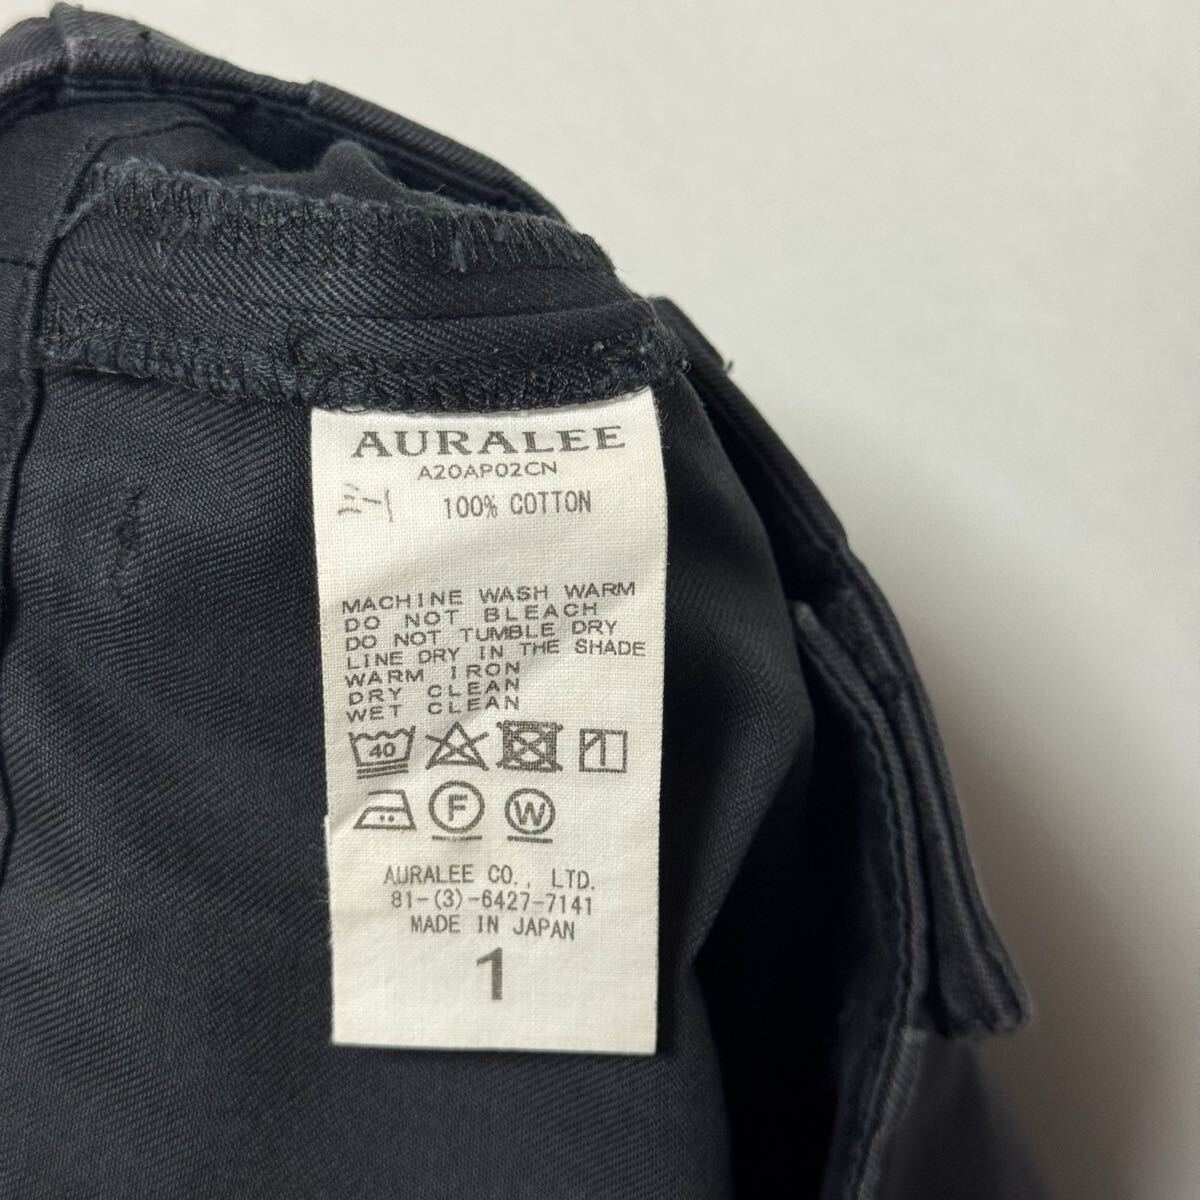 AURALEE
A20AP02CN
100% COTTON
MACHINE WASH WARM
DO NOT BLEACH
DO NOT TUMBLE DRY
LINE DRY IN THE SHADE
WARM IRON
DRY CLEAN
WET CLEAN
40
F
W
AURALEE CO., LTD.
81-(3)-6427-7141
MADE IN JAPAN
1